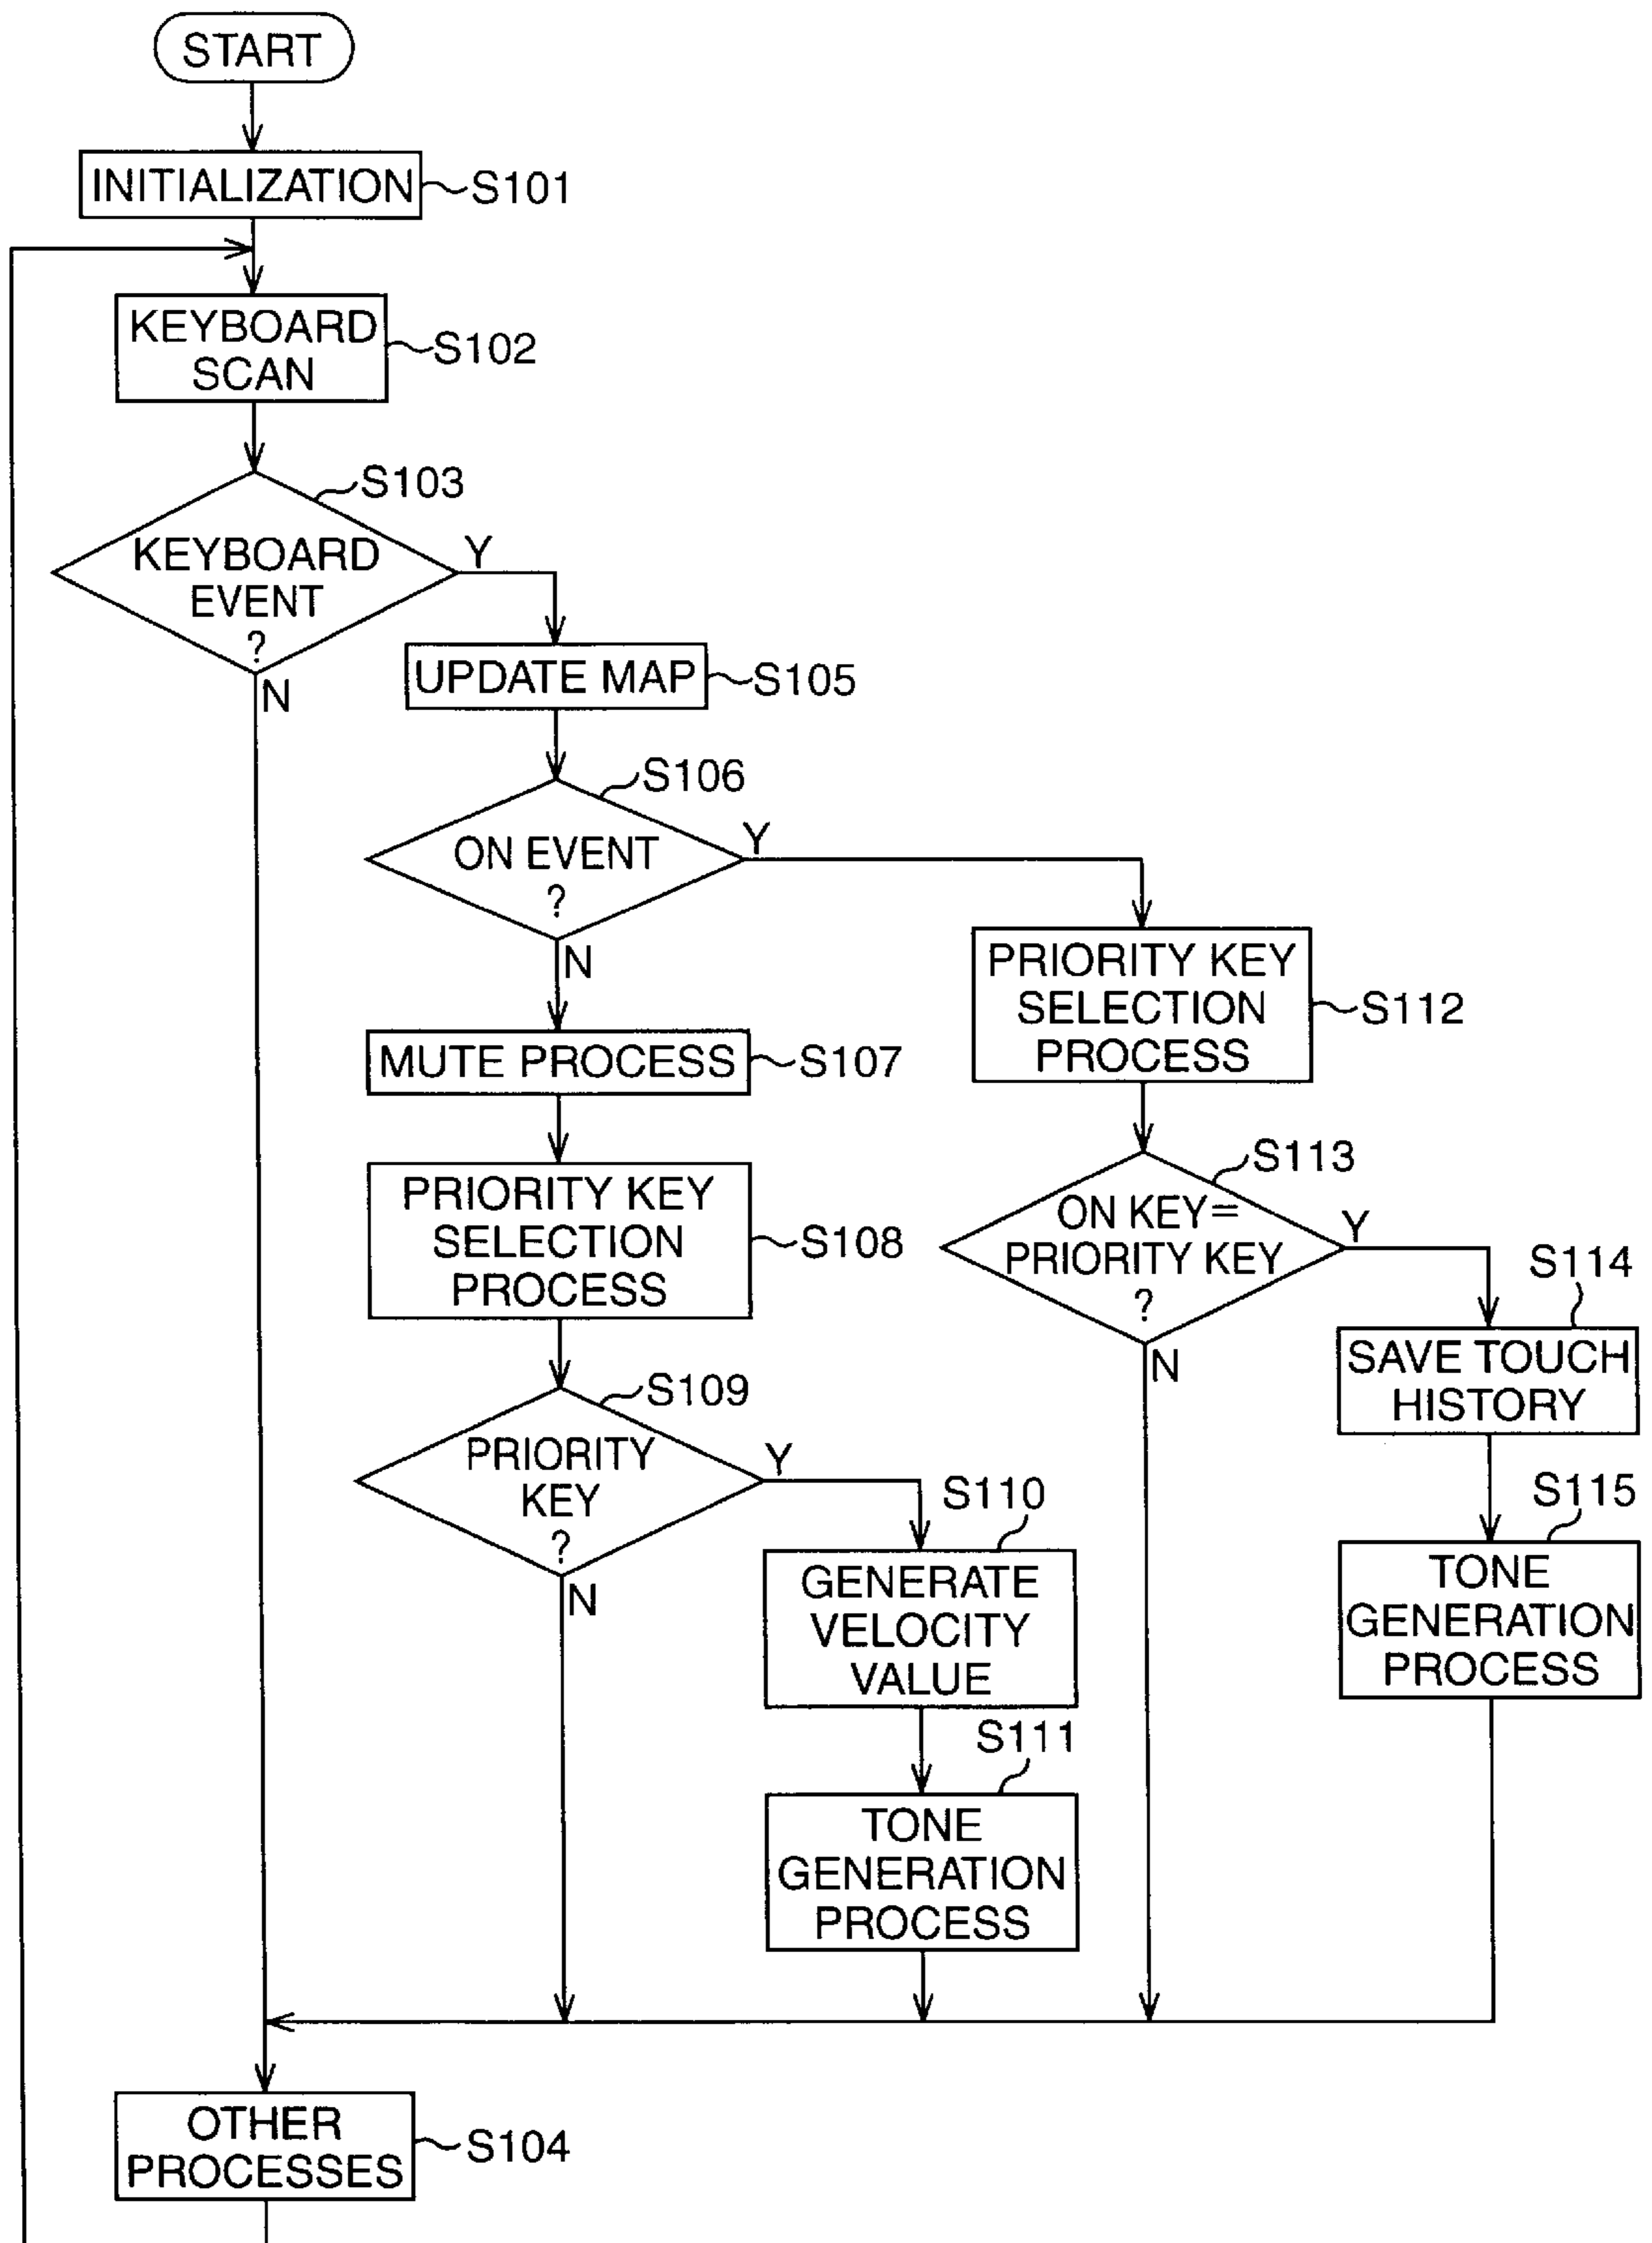 START
INITIALIZATION
S101
KEYBOARD
SCAN
S102
S103
KEYBOARD
EVENT
?
Y
N
UPDATE MAP
S105
S106
ON EVENT
?
Y
N
MUTE PROCESS
S107
PRIORITY KEY
SELECTION
PROCESS
S108
S109
PRIORITY
KEY
?
Y
N
S110
GENERATE
VELOCITY
VALUE
S111
TONE
GENERATION
PROCESS
PRIORITY KEY
SELECTION
PROCESS
S112
S113
ON KEY=
PRIORITY KEY
?
Y
N
S114
SAVE TOUCH
HISTORY
S115
TONE
GENERATION
PROCESS
OTHER
PROCESSES
S104